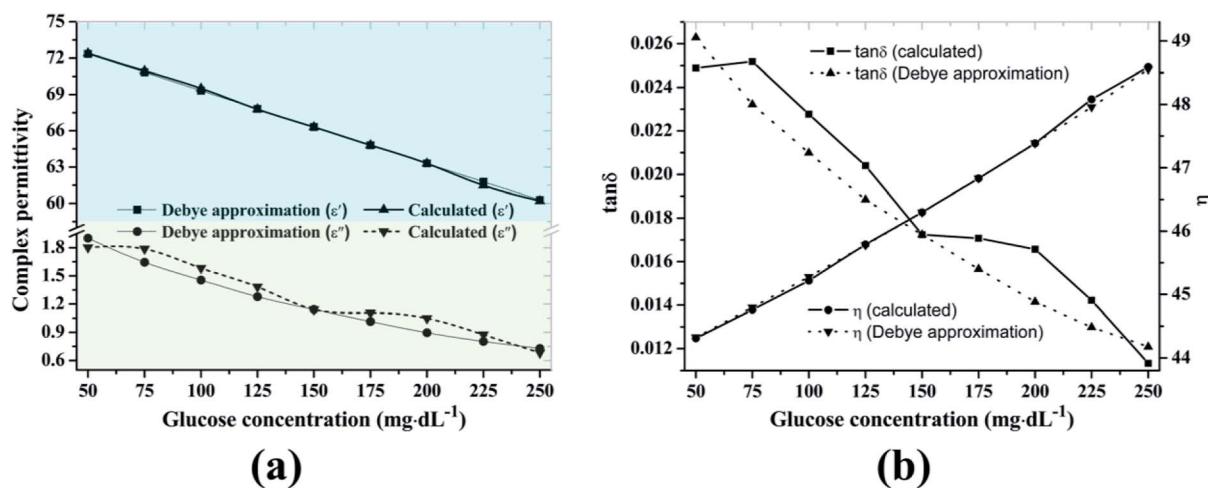 75
72
69
66
63
60
1.8
1.5
1.2
0.9
0.6
Complex permittivity
Debye approximation (ε′)
Calculated (ε′)
Debye approximation (ε″)
Calculated (ε″)
50 75 100 125 150 175 200 225 250
Glucose concentration (mg·dL⁻¹)
(a)
0.026
0.024
0.022
0.020
0.018
0.016
0.014
0.012
tanδ
tanδ (calculated)
tanδ (Debye approximation)
η (calculated)
η (Debye approximation)
49
48
47
46
45
44
η
50 75 100 125 150 175 200 225 250
Glucose concentration (mg·dL⁻¹)
(b)